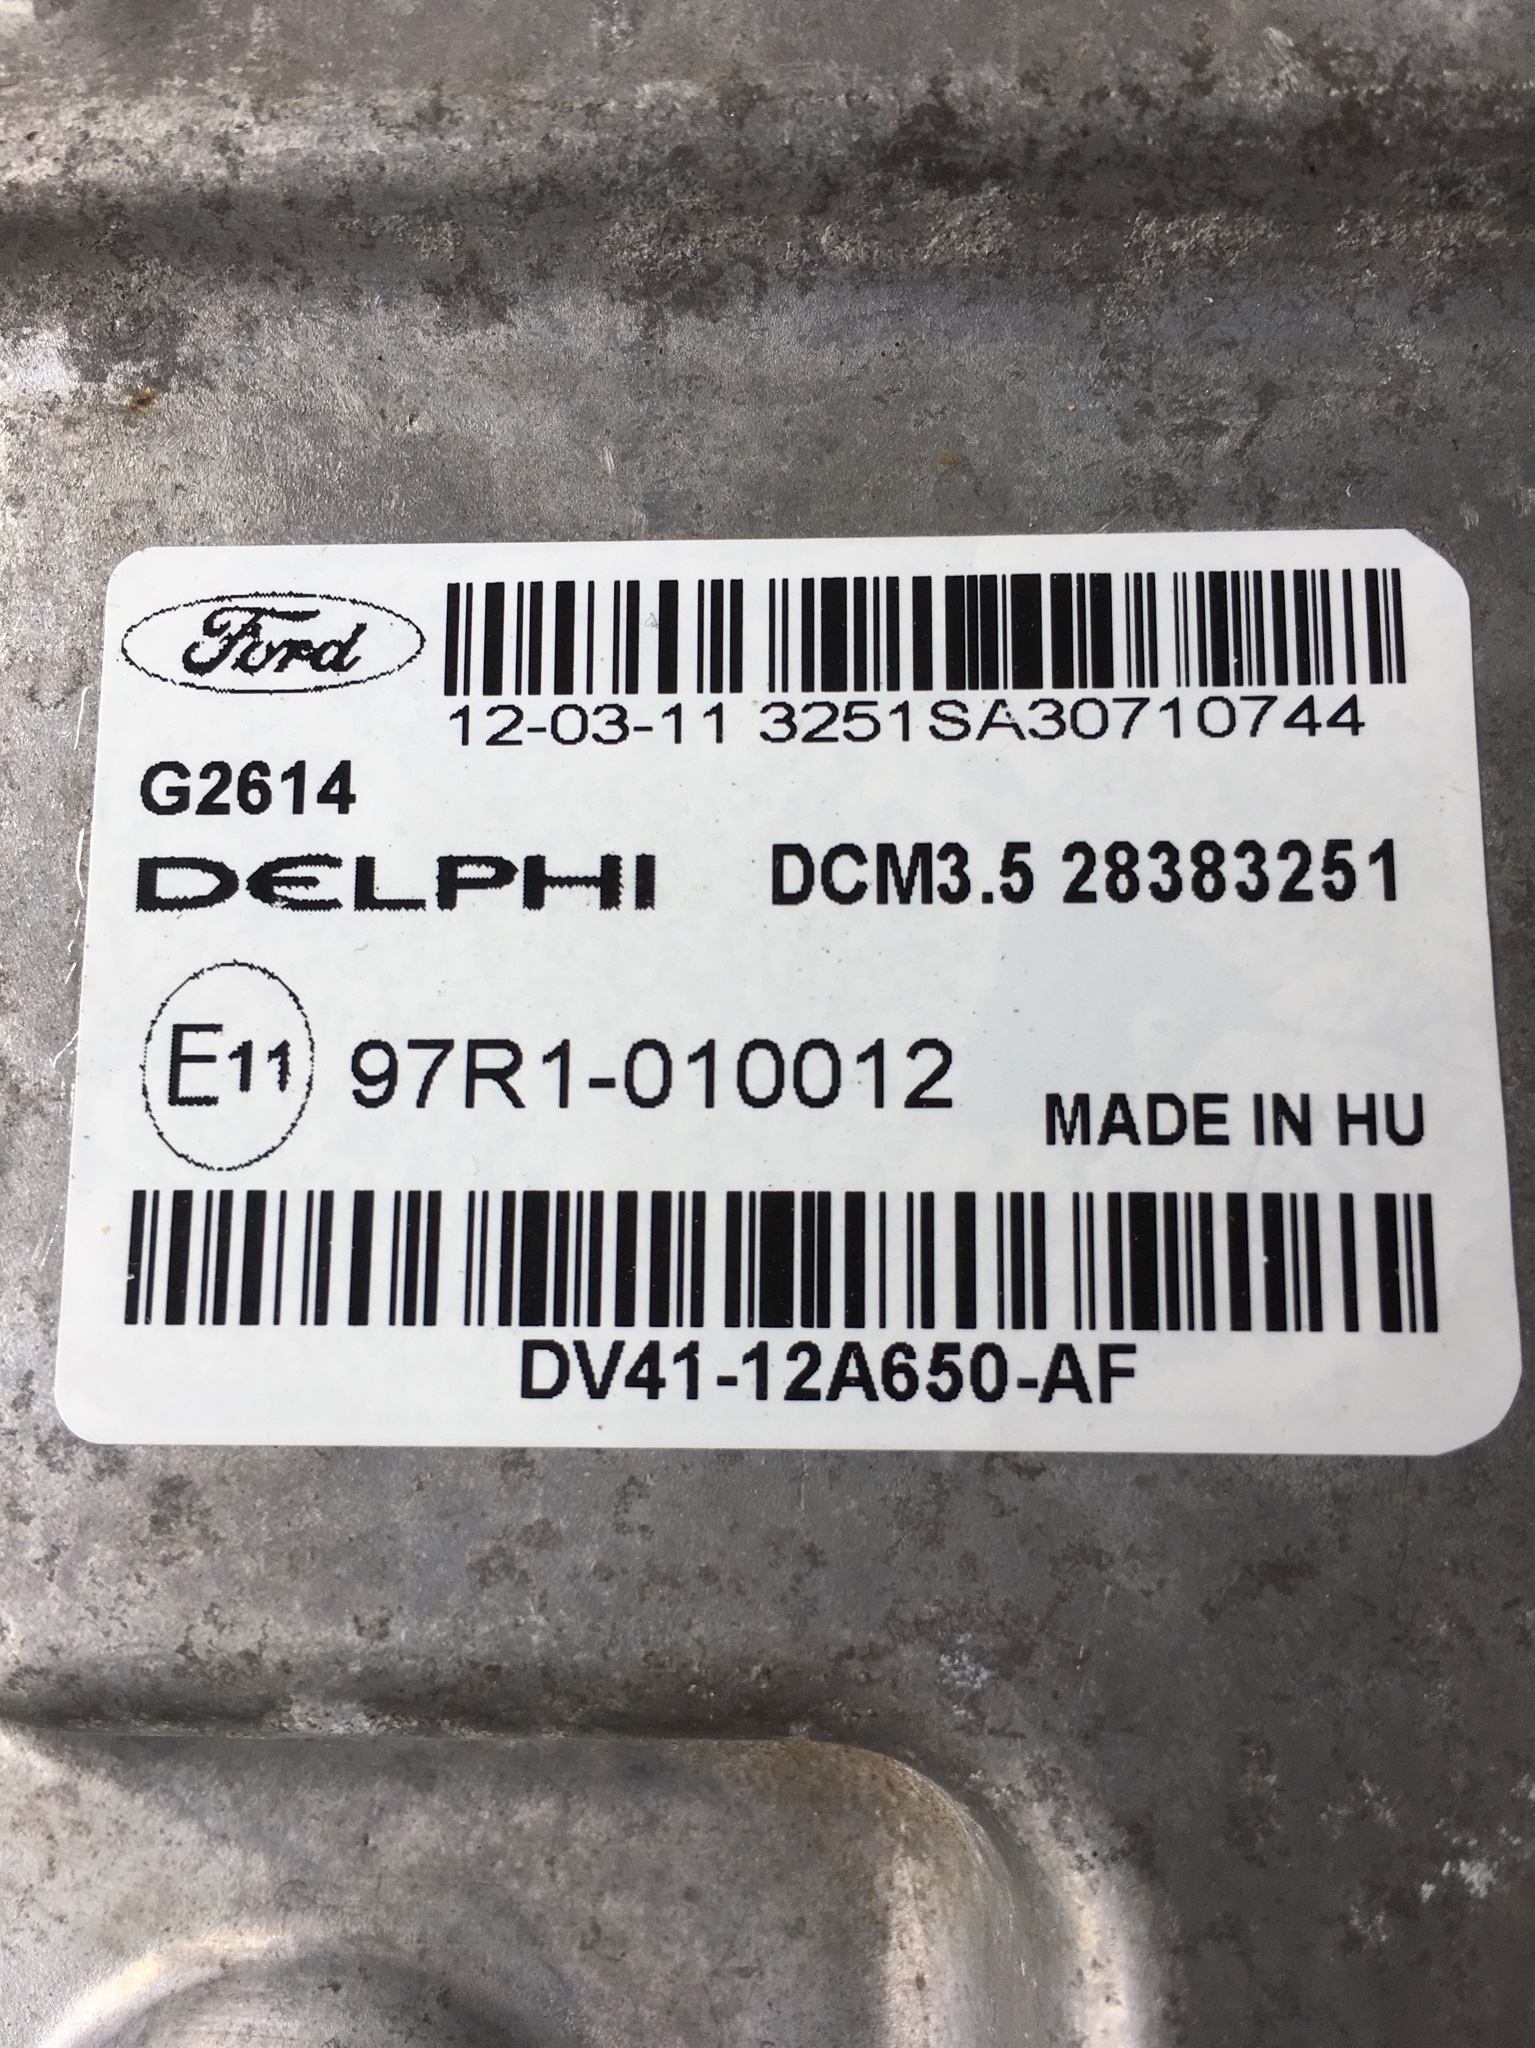 Ford
12-03-11 3251SA30710744
G2614
DELPHI DCM3.5 28383251
E11 97R1-010012
MADE IN HU
DV41-12A650-AF